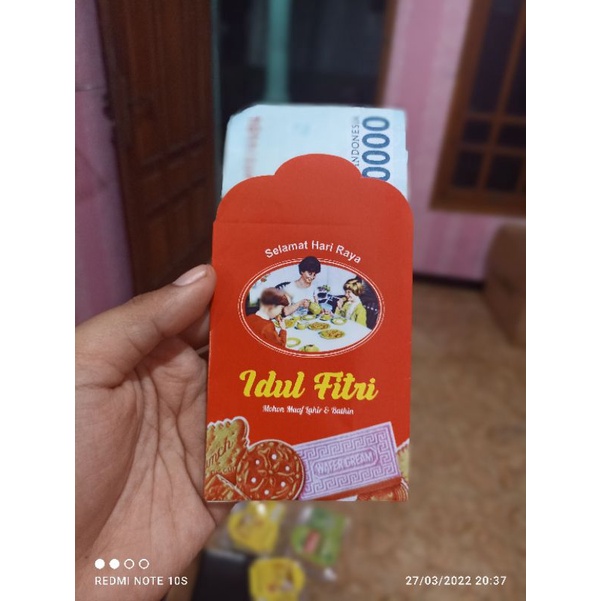 INDONESIA
0000
Selamat Hari Raya
Idul Fitri
Mohon Maaf Lahir & Bathin
WAFER CREAM
REDMI NOTE 10S
27/03/2022 20:37